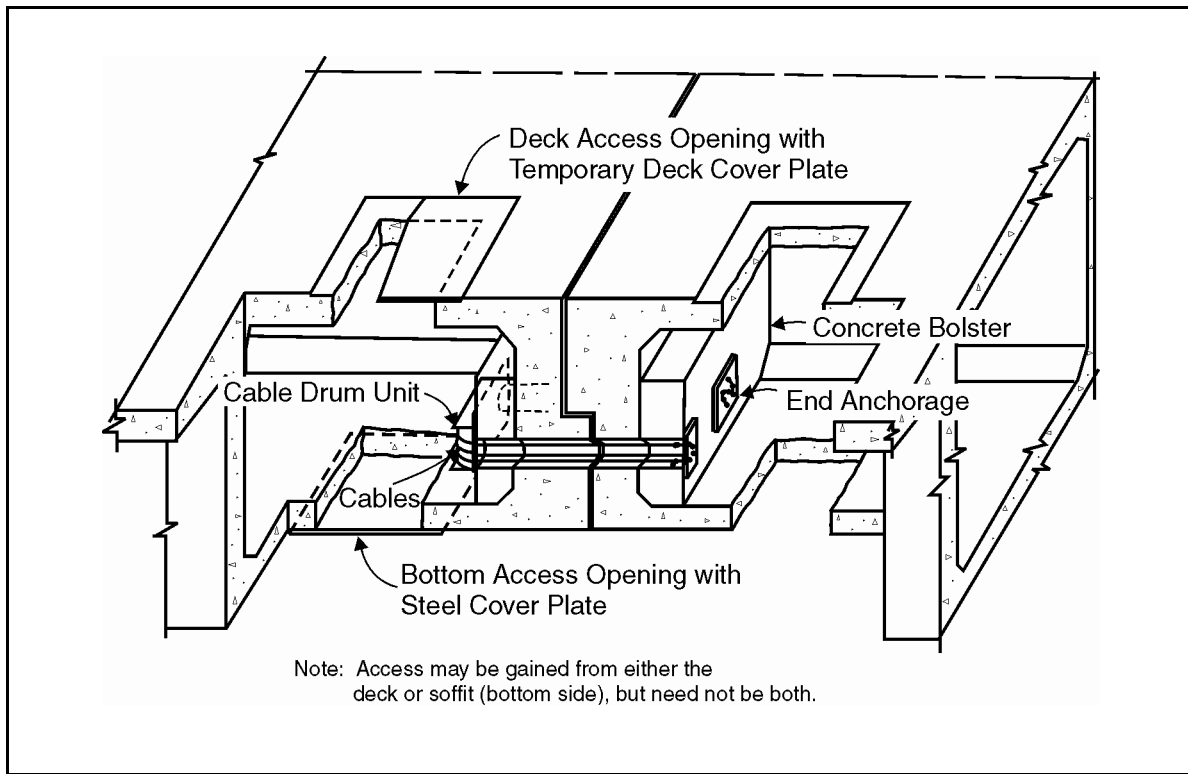 Deck Access Opening with
Temporary Deck Cover Plate
Concrete Bolster
Cable Drum Unit
End Anchorage
Cables
Bottom Access Opening with
Steel Cover Plate
Note: Access may be gained from either the
deck or soffit (bottom side), but need not be both.